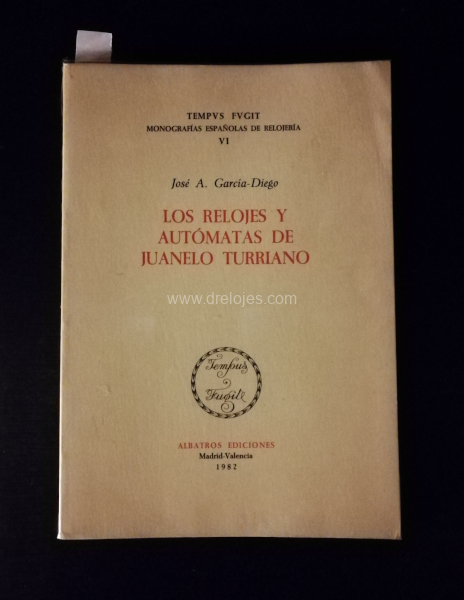 TEMPVS FVGIT
MONOGRAFÍAS ESPAÑOLAS DE RELOJERÍA
VI
José A. García-Diego
LOS RELOJES Y
AUTÓMATAS DE
JUANELO TURRIANO
www.drelojes.com
Tempus
Fugit
ALBATROS EDICIONES
Madrid-Valencia
1982